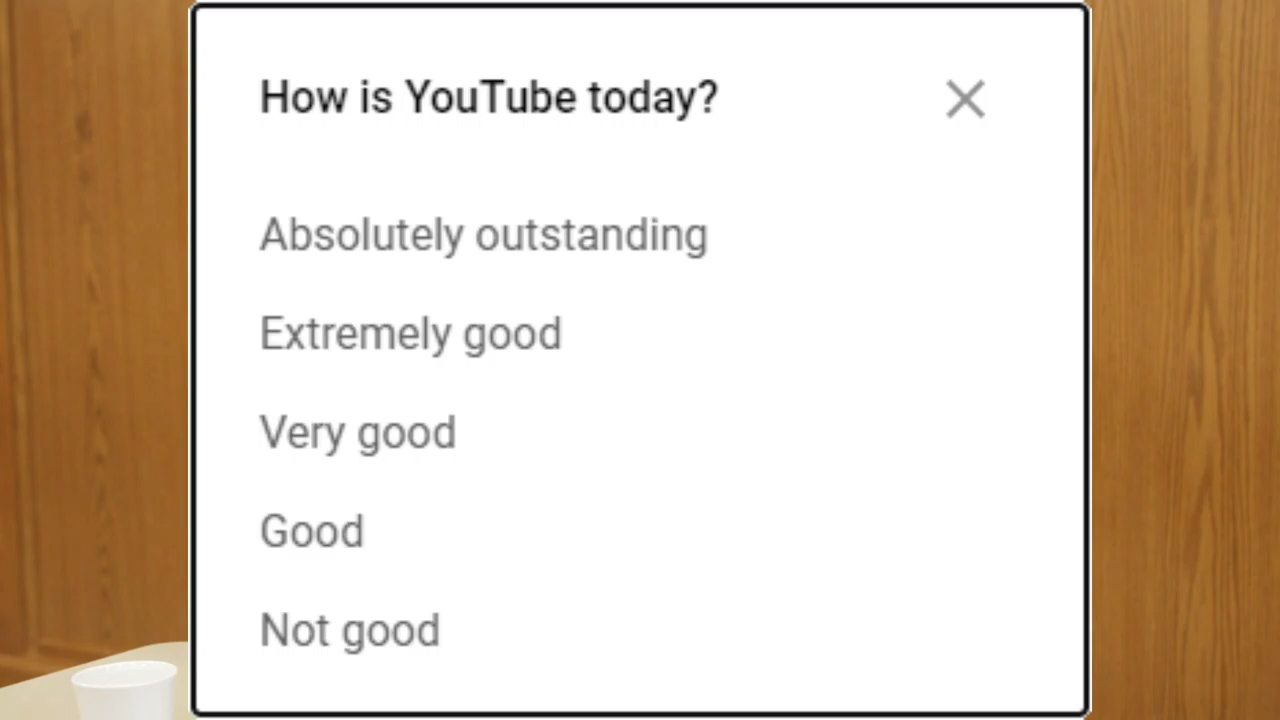 How is YouTube today?
Absolutely outstanding
Extremely good
Very good
Good
Not good